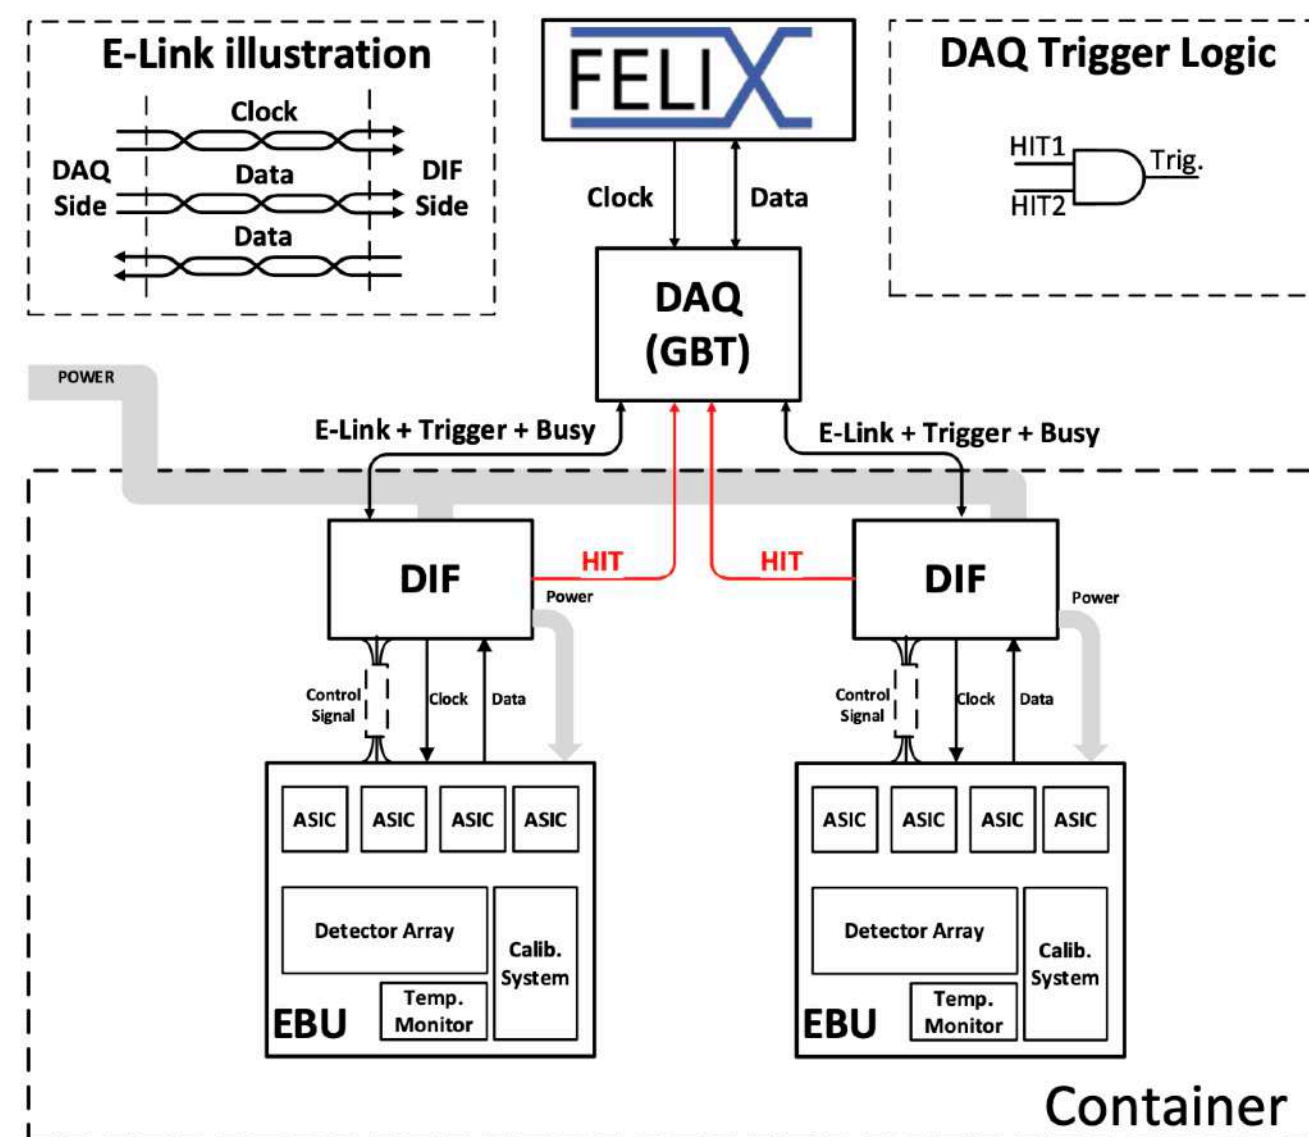 E-Link illustration
Clock
DAQ
Side
Data
DIF
Side
Data
FELIX
Clock
Data
DAQ Trigger Logic
HIT1
HIT2
Trig.
DAQ
(GBT)
POWER
E-Link + Trigger + Busy
E-Link + Trigger + Busy
DIF
HIT
HIT
DIF
Power
Power
Control
Signal
Clock
Data
Control
Signal
Clock
Data
ASIC
ASIC
ASIC
ASIC
Detector Array
Calib.
System
Temp.
Monitor
EBU
ASIC
ASIC
ASIC
ASIC
Detector Array
Calib.
System
Temp.
Monitor
EBU
Container